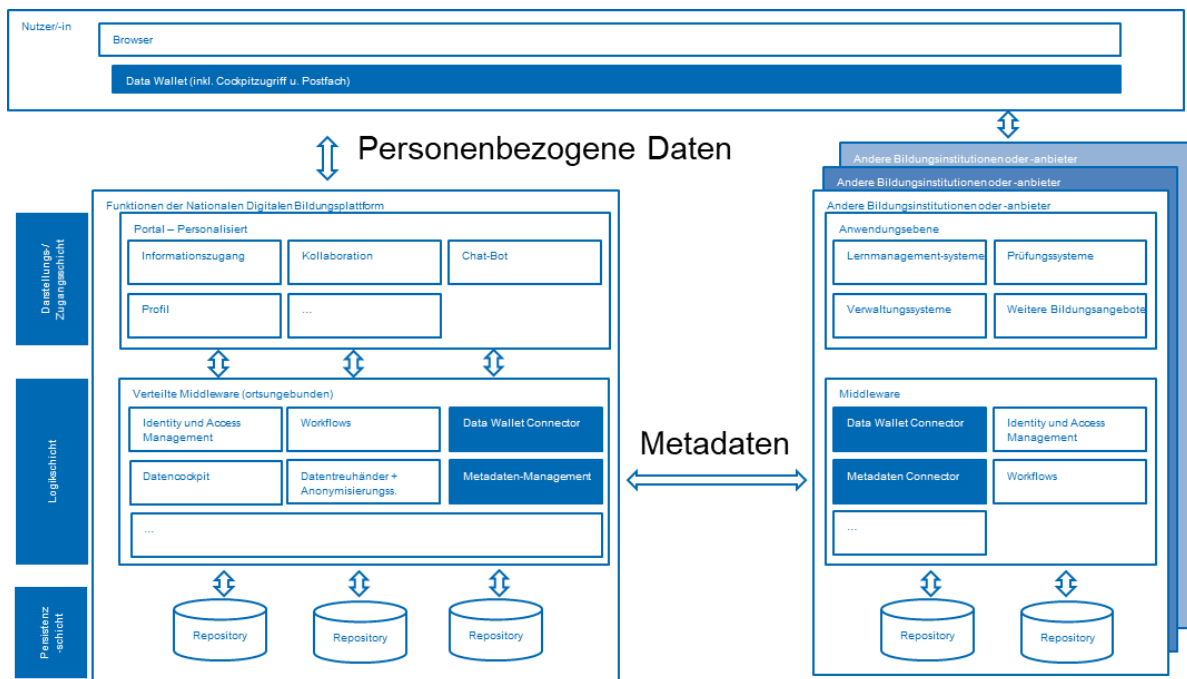 Nutzer/-in
Browser
Data Wallet (inkl. Cockpitzugriff u. Postfach)
Personenbezogene Daten
Andere Bildungsinstitutionen oder -anbieter
Andere Bildungsinstitutionen oder -anbieter
Andere Bildungsinstitutionen oder -anbieter
Funktionen der Nationalen Digitalen Bildungsplattform
Darstellungs-/
Zugangsschicht
Portal – Personalisiert
Informationszugang
Kollaboration
Chat-Bot
Profil
...
Anwendungsebene
Lernmanagement-systeme
Prüfungssysteme
Verwaltungssysteme
Weitere Bildungsangebote
Logikschicht
Verteilte Middleware (ortsungebunden)
Identity und Access
Management
Workflows
Data Wallet Connector
Datencockpit
Datentreuhänder +
Anonymisierungss.
Metadaten-Management
...
Metadaten
Middleware
Data Wallet Connector
Identity und Access
Management
Metadaten Connector
Workflows
...
Persistenz
-schicht
Repository
Repository
Repository
Repository
Repository